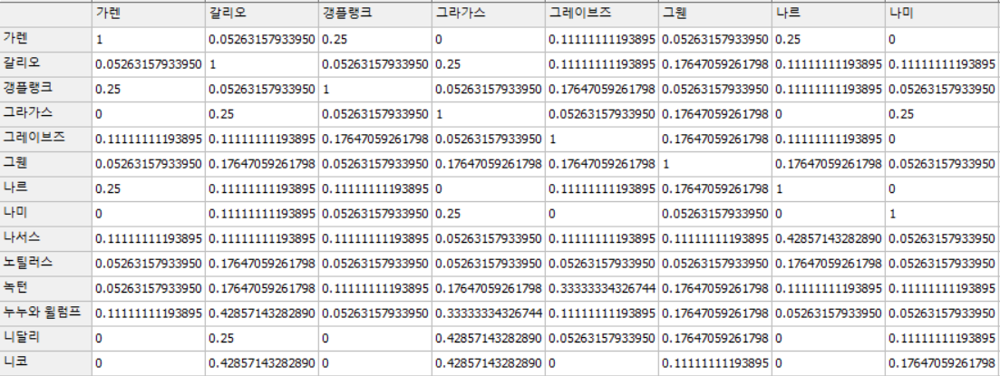 가렌 갈리오 갱플랭크 그라가스 그레이브즈 그웬 나르 나미
가렌 1 0.05263157933950 0.25 0 0.11111111193895 0.05263157933950 0.25 0
갈리오 0.05263157933950 1 0.05263157933950 0.25 0.11111111193895 0.17647059261798 0.11111111193895 0.11111111193895
갱플랭크 0.25 0.05263157933950 1 0.05263157933950 0.17647059261798 0.05263157933950 0.11111111193895 0.05263157933950
그라가스 0 0.25 0.05263157933950 1 0.05263157933950 0.17647059261798 0 0.25
그레이브즈 0.11111111193895 0.11111111193895 0.17647059261798 0.05263157933950 1 0.17647059261798 0.11111111193895 0
그웬 0.05263157933950 0.17647059261798 0.05263157933950 0.17647059261798 0.17647059261798 1 0.17647059261798 0.05263157933950
나르 0.25 0.11111111193895 0.11111111193895 0 0.11111111193895 0.17647059261798 1 0
나미 0 0.11111111193895 0.05263157933950 0.25 0 0.05263157933950 0 1
나서스 0.11111111193895 0.11111111193895 0.11111111193895 0.05263157933950 0.11111111193895 0.11111111193895 0.42857143282890 0.05263157933950
노틸러스 0.05263157933950 0.17647059261798 0.05263157933950 0.05263157933950 0.05263157933950 0.05263157933950 0.17647059261798 0.05263157933950
녹턴 0.05263157933950 0.17647059261798 0.11111111193895 0.17647059261798 0.33333334326744 0.17647059261798 0.11111111193895 0.11111111193895
누누와 윌럼프 0.11111111193895 0.42857143282890 0.05263157933950 0.33333334326744 0.11111111193895 0.17647059261798 0.05263157933950 0.05263157933950
니달리 0 0.25 0 0.42857143282890 0.05263157933950 0.17647059261798 0 0.11111111193895
니코 0 0.42857143282890 0 0.42857143282890 0 0.11111111193895 0 0.17647059261798